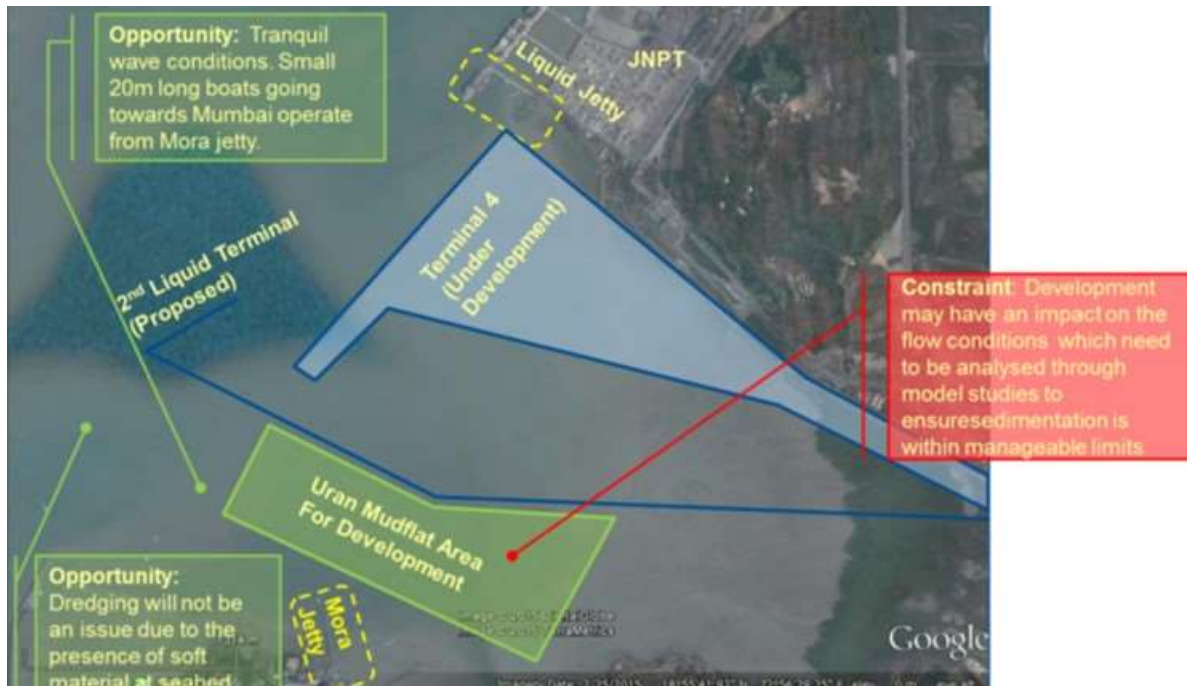 Opportunity: Tranquil
wave conditions. Small
20m long boats going
towards Mumbai operate
from Mora jetty.
Liquid Jetty
JNPT
2nd Liquid Terminal
(Proposed)
Terminal 4
(Under
Development)
Constraint: Development
may have an impact on the
flow conditions which need
to be analysed through
model studies to
ensuresedimentation is
within manageable limits
Uran Mudflat Area
For Development
Opportunity:
Dredging will not be
an issue due to the
presence of soft
material at seabed
Mora
Jetty
Google